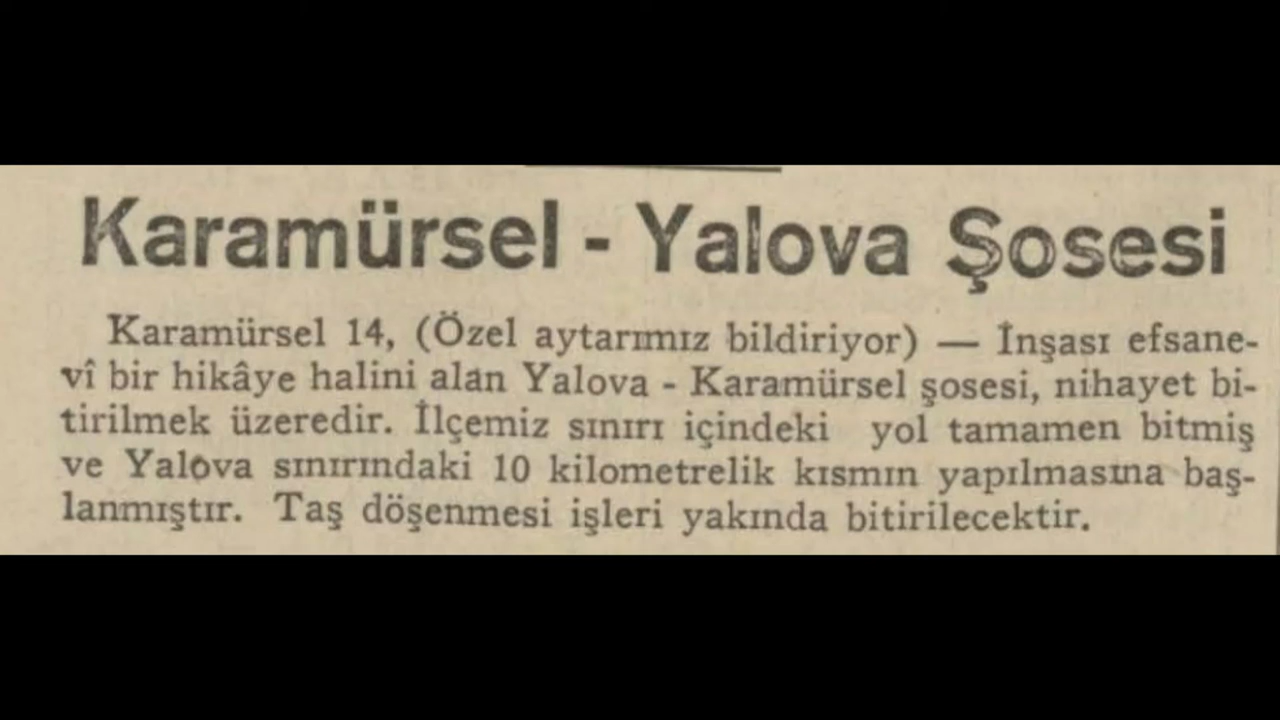 Karamürsel - Yalova Şosesi
Karamürsel 14, (Özel aytarımız bildiriyor) — İnşası efsane-
vî bir hikâye halini alan Yalova - Karamürsel şosesi, nihayet bi-
tirilmek üzeredir. İlçemiz sınırı içindeki yol tamamen bitmiş
ve Yalova sınırındaki 10 kilometrelik kısmın yapılmasına baş-
lanmıştır. Taş döşenmesi işleri yakında bitirilecektir.